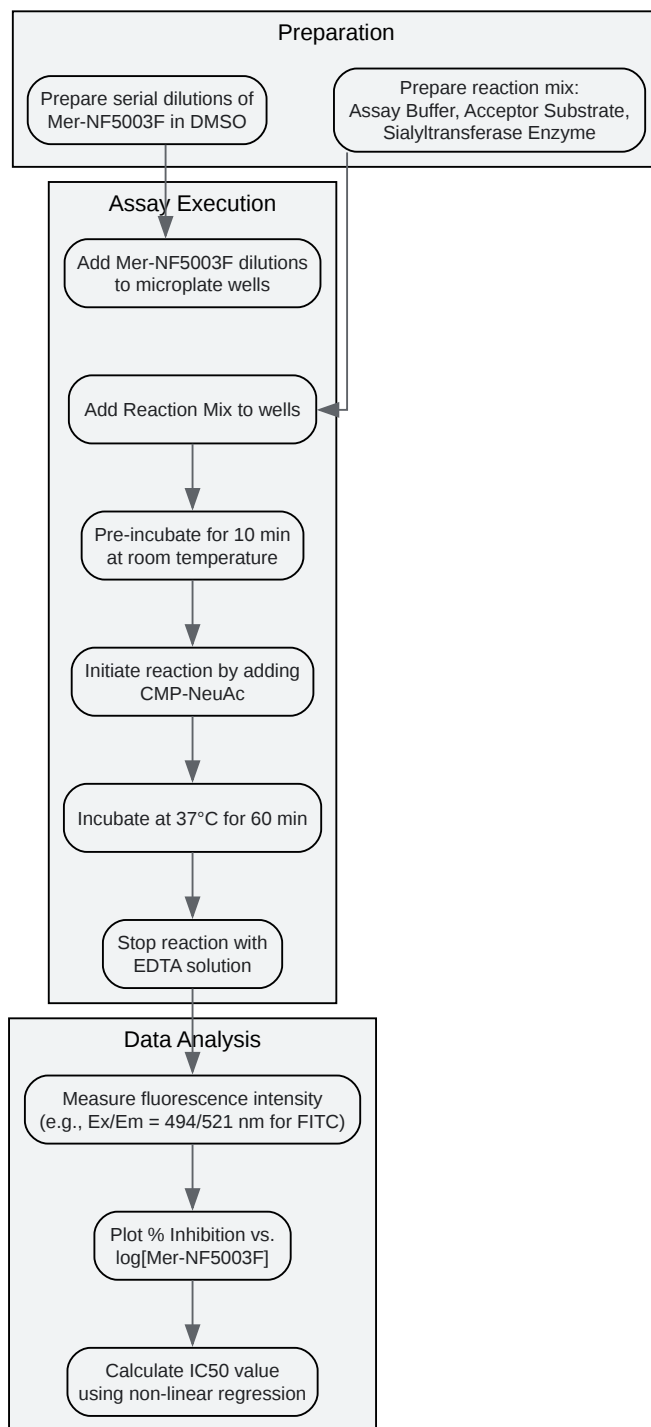 Preparation
Prepare serial dilutions of
Mer-NF5003F in DMSO
Prepare reaction mix:
Assay Buffer, Acceptor Substrate,
Sialyltransferase Enzyme
Assay Execution
Add Mer-NF5003F dilutions
to microplate wells
Add Reaction Mix to wells
Pre-incubate for 10 min
at room temperature
Initiate reaction by adding
CMP-NeuAc
Incubate at 37°C for 60 min
Stop reaction with
EDTA solution
Data Analysis
Measure fluorescence intensity
(e.g., Ex/Em = 494/521 nm for FITC)
Plot % Inhibition vs.
log[Mer-NF5003F]
Calculate IC50 value
using non-linear regression